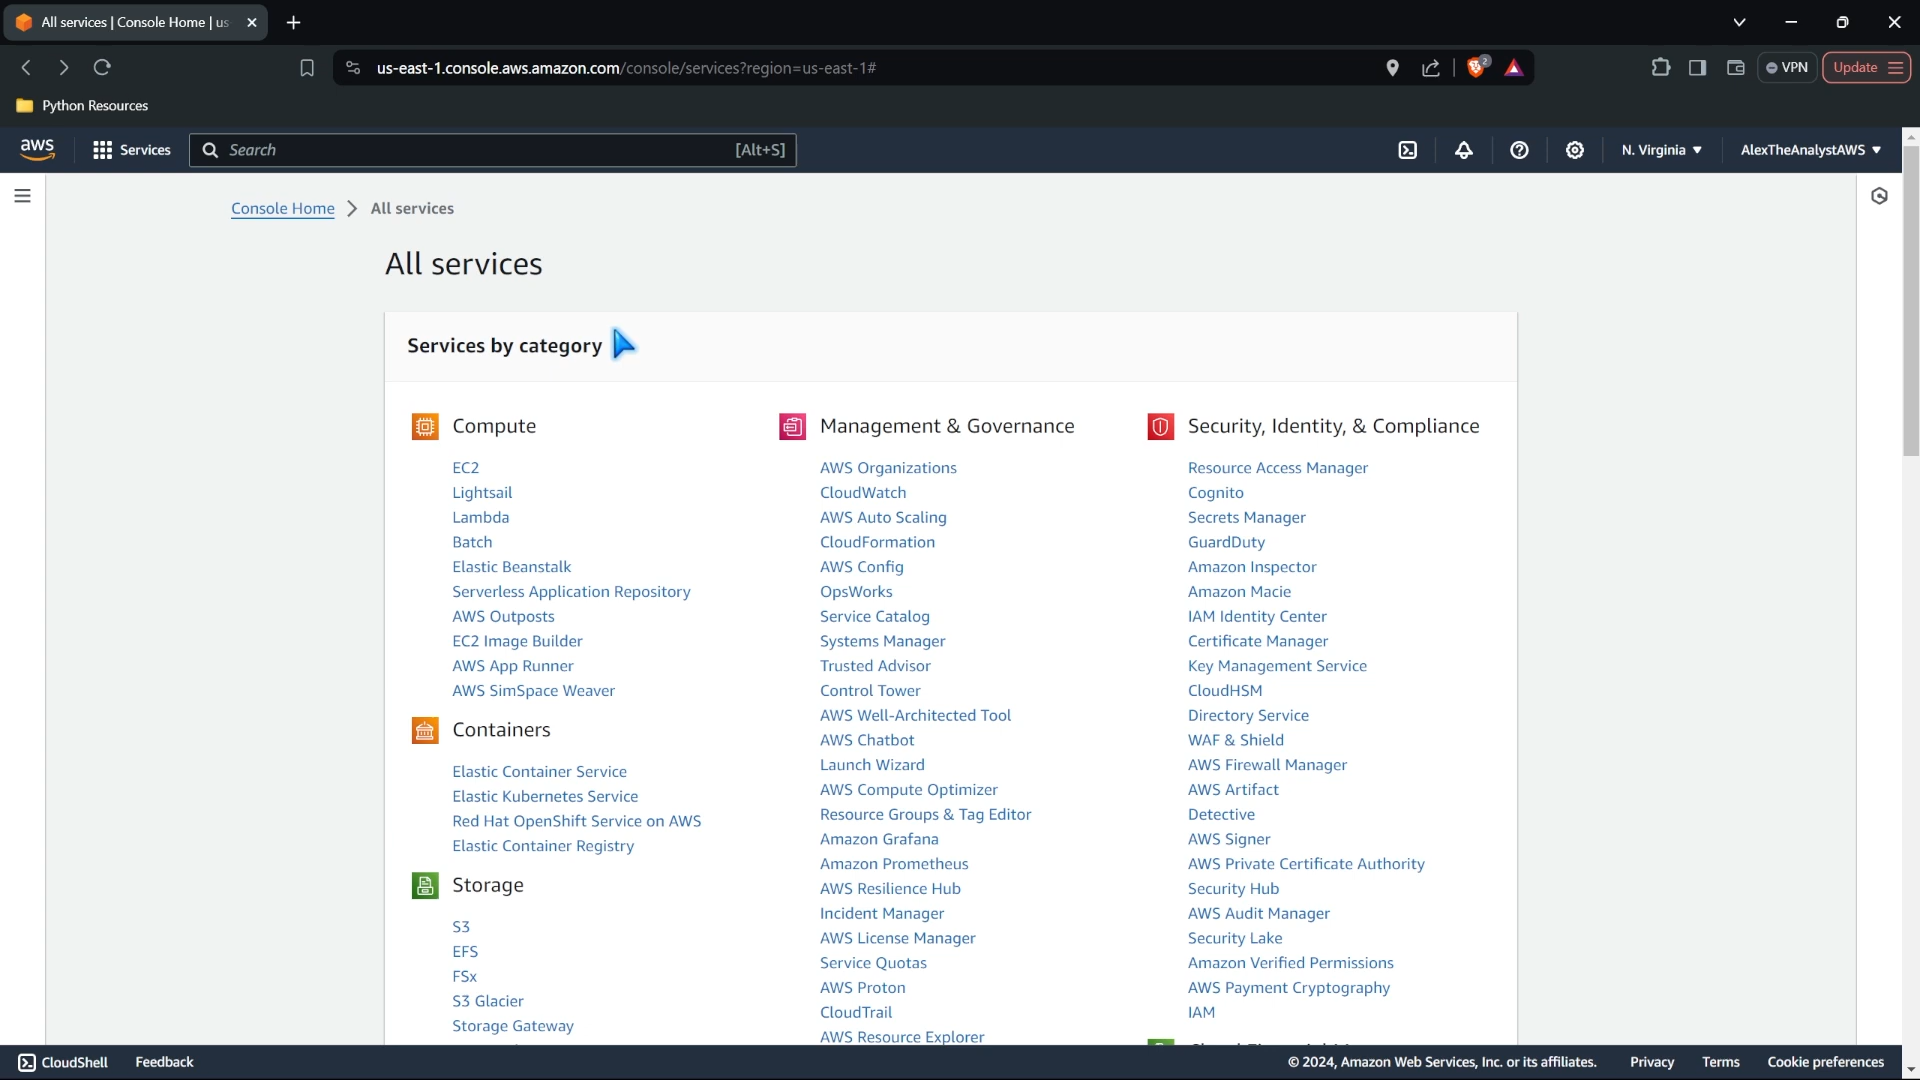 All services | Console Home | us
us-east-1.console.aws.amazon.com/console/services?region=us-east-1#
2
VPN
Update
Python Resources
aws
Services
Search
[Alt+S]
N. Virginia
AlexTheAnalystAWS
Console Home > All services
All services
Services by category
Compute
EC2
Lightsail
Lambda
Batch
Elastic Beanstalk
Serverless Application Repository
AWS Outposts
EC2 Image Builder
AWS App Runner
AWS SimSpace Weaver
Containers
Elastic Container Service
Elastic Kubernetes Service
Red Hat OpenShift Service on AWS
Elastic Container Registry
Storage
S3
EFS
FSx
S3 Glacier
Storage Gateway
Management & Governance
AWS Organizations
CloudWatch
AWS Auto Scaling
CloudFormation
AWS Config
OpsWorks
Service Catalog
Systems Manager
Trusted Advisor
Control Tower
AWS Well-Architected Tool
AWS Chatbot
Launch Wizard
AWS Compute Optimizer
Resource Groups & Tag Editor
Amazon Grafana
Amazon Prometheus
AWS Resilience Hub
Incident Manager
AWS License Manager
Service Quotas
AWS Proton
CloudTrail
AWS Resource Explorer
Security, Identity, & Compliance
Resource Access Manager
Cognito
Secrets Manager
GuardDuty
Amazon Inspector
Amazon Macie
IAM Identity Center
Certificate Manager
Key Management Service
CloudHSM
Directory Service
WAF & Shield
AWS Firewall Manager
AWS Artifact
Detective
AWS Signer
AWS Private Certificate Authority
Security Hub
AWS Audit Manager
Security Lake
Amazon Verified Permissions
AWS Payment Cryptography
IAM
CloudShell
Feedback
© 2024, Amazon Web Services, Inc. or its affiliates.
Privacy
Terms
Cookie preferences